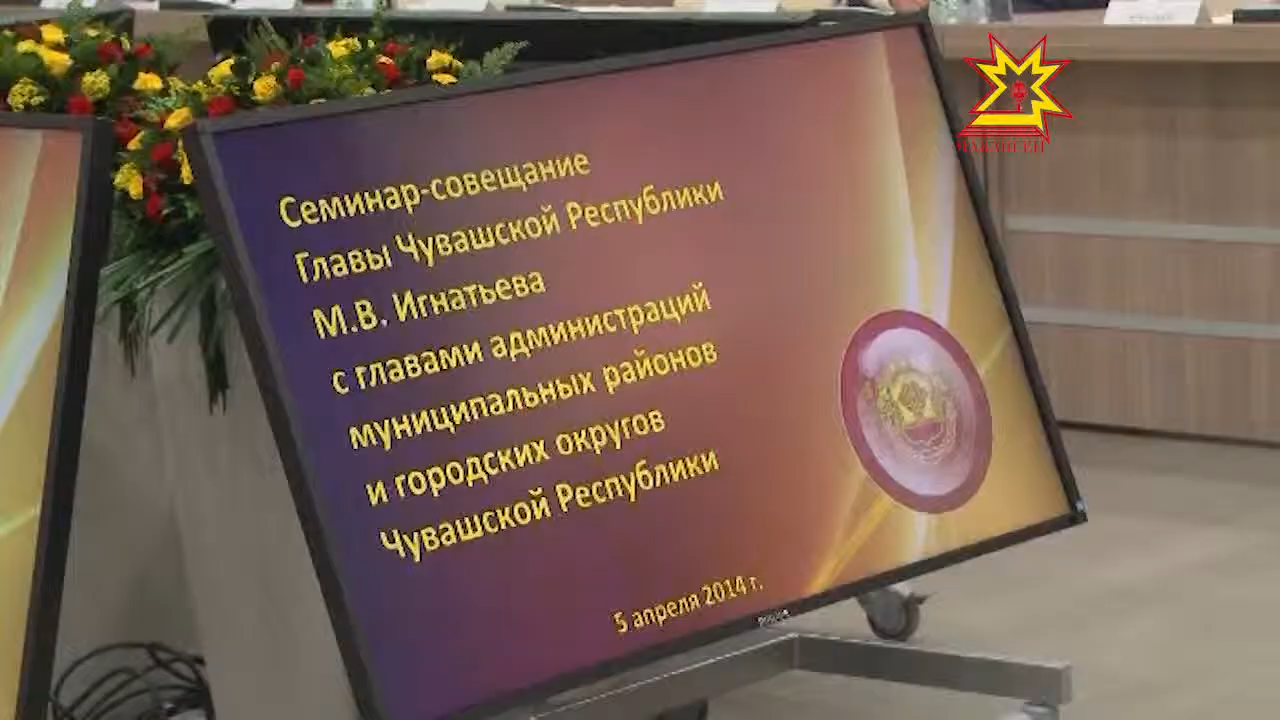 Семинар-совещание
Главы Чувашской Республики
М.В. Игнатьева
с главами администраций
муниципальных районов
и городских округов
Чувашской Республики
5 апреля 2014 г.